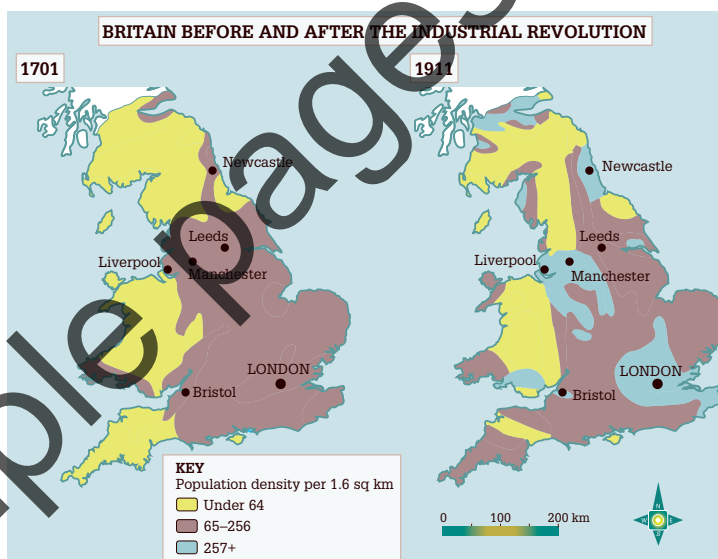 BRITAIN BEFORE AND AFTER THE INDUSTRIAL REVOLUTION
1701
Newcastle
Leeds
Liverpool
Manchester
LONDON
Bristol
KEY
Population density per 1.6 sq km
Under 64
65–256
257+
1911
Newcastle
Leeds
Liverpool
Manchester
LONDON
Bristol
0 100 200 km
N
W E
S
ple pages